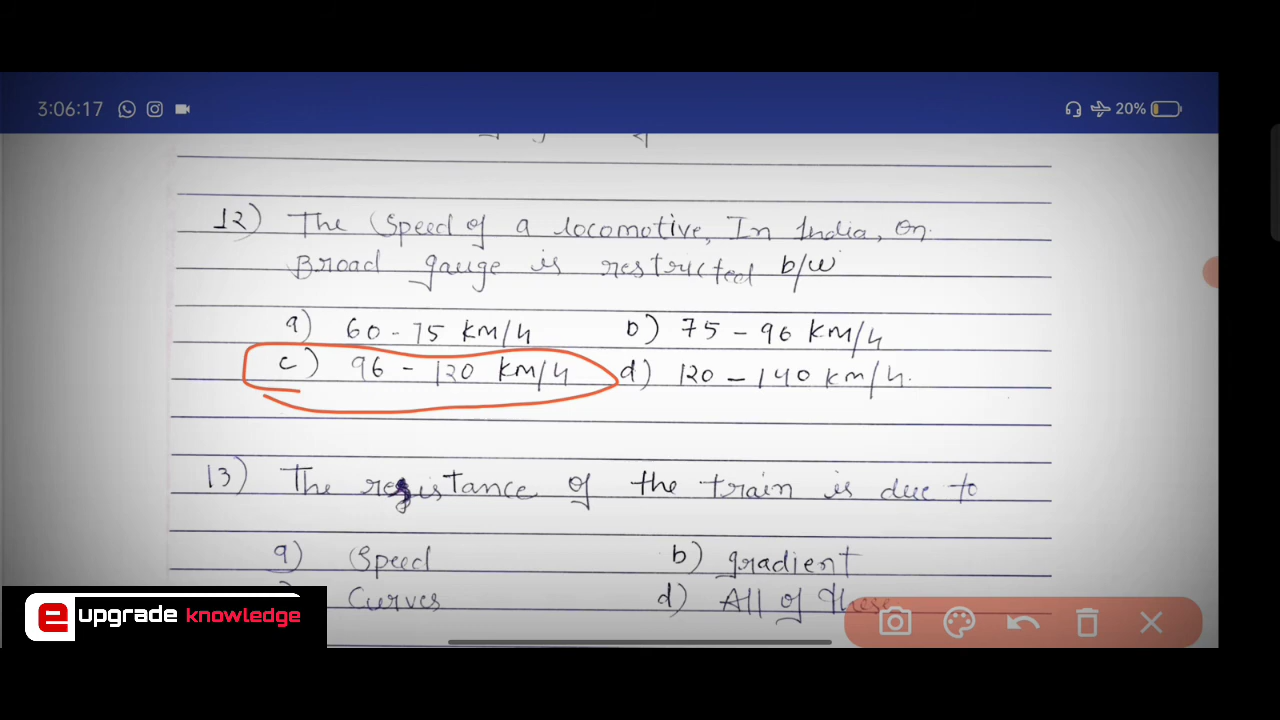 3:06:17
20%
12) The Speed of a locomotive, In India, on
Broad gauge is restricted b/w
a) 60-75 KM/h b) 75-96 KM/h
c) 96-120 KM/h d) 120-140 KM/h.
13) The resistance of the train is due to
a) Speed b) gradient
Curves d) All of these
e upgrade knowledge